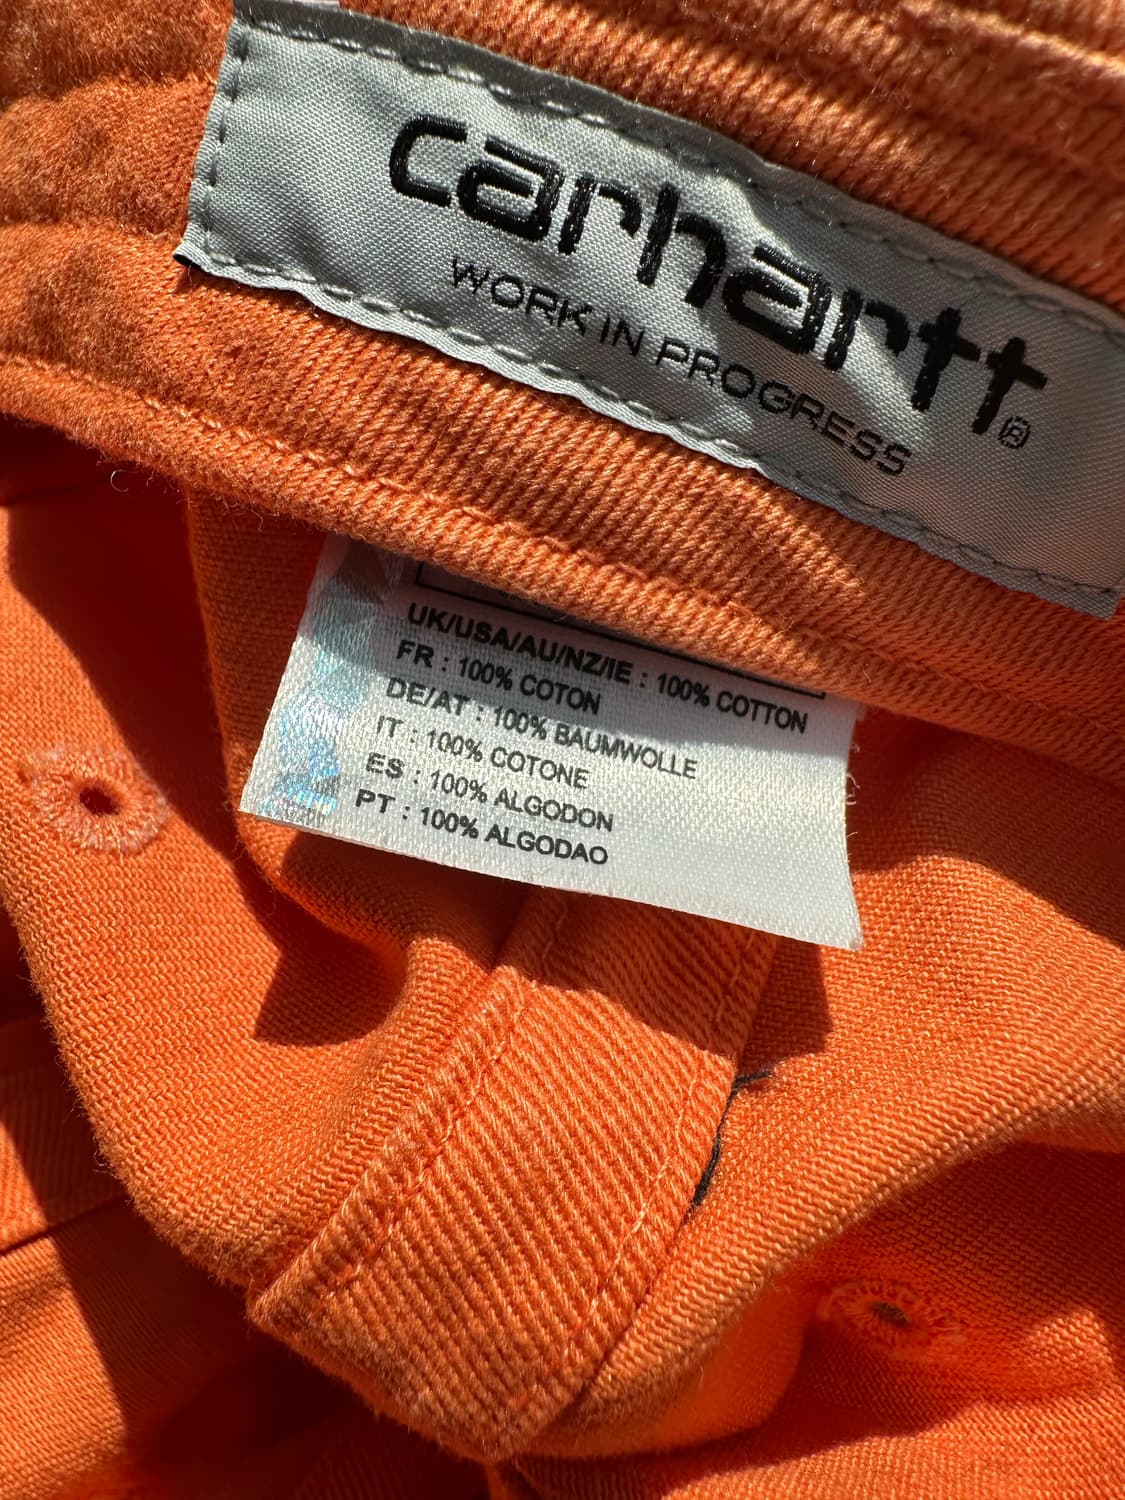 carhartt®
WORK IN PROGRESS
UK/USA/AU/NZ/IE : 100% COTTON
FR : 100% COTON
DE/AT : 100% BAUMWOLLE
IT : 100% COTONE
ES : 100% ALGODON
PT : 100% ALGODAO